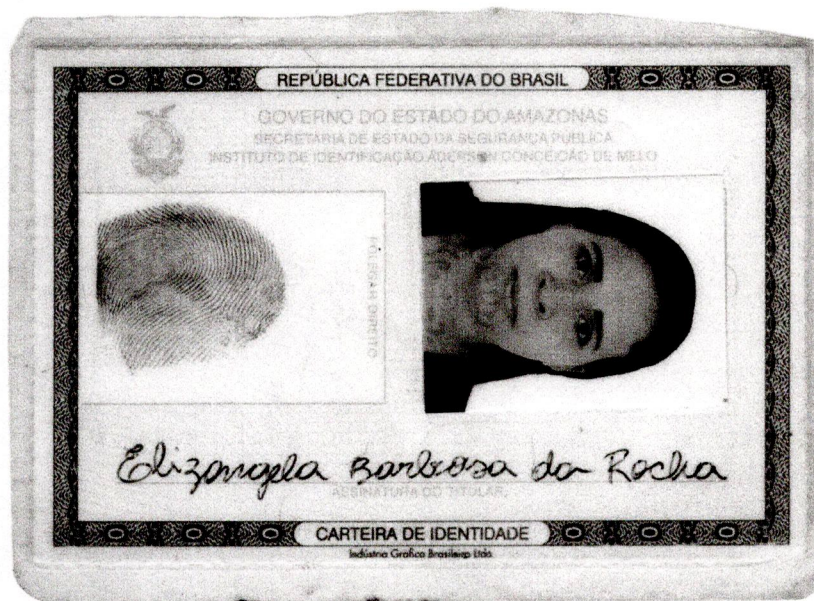 REPÚBLICA FEDERATIVA DO BRASIL
GOVERNO DO ESTADO DO AMAZONAS
SECRETARIA DE ESTADO DA SEGURANÇA PÚBLICA
INSTITUTO DE IDENTIFICAÇÃO ADERSON CONCEIÇÃO DE MELO
POLEGAR DIREITO
Elizangela Barbosa da Rocha
ASSINATURA DO TITULAR
CARTEIRA DE IDENTIDADE
Indústria Gráfica Brasileira Ltda